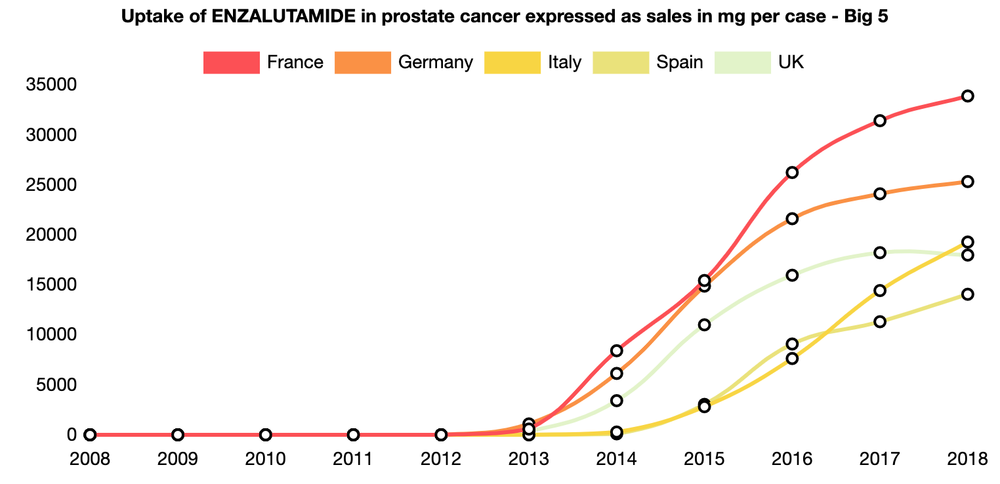 Uptake of ENZALUTAMIDE in prostate cancer expressed as sales in mg per case - Big 5
France Germany Italy Spain UK
35000
30000
25000
20000
15000
10000
5000
0
2008 2009 2010 2011 2012 2013 2014 2015 2016 2017 2018